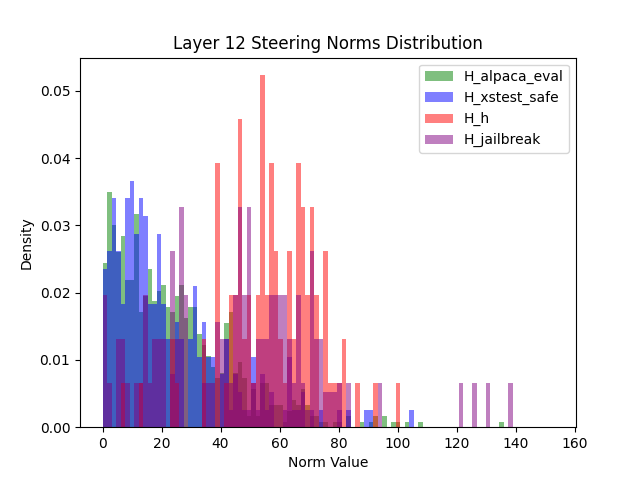 Layer 12 Steering Norms Distribution
H_alpaca_eval
H_xstest_safe
H_h
H_jailbreak
Density
0.05
0.04
0.03
0.02
0.01
0.00
0 20 40 60 80 100 120 140 160
Norm Value